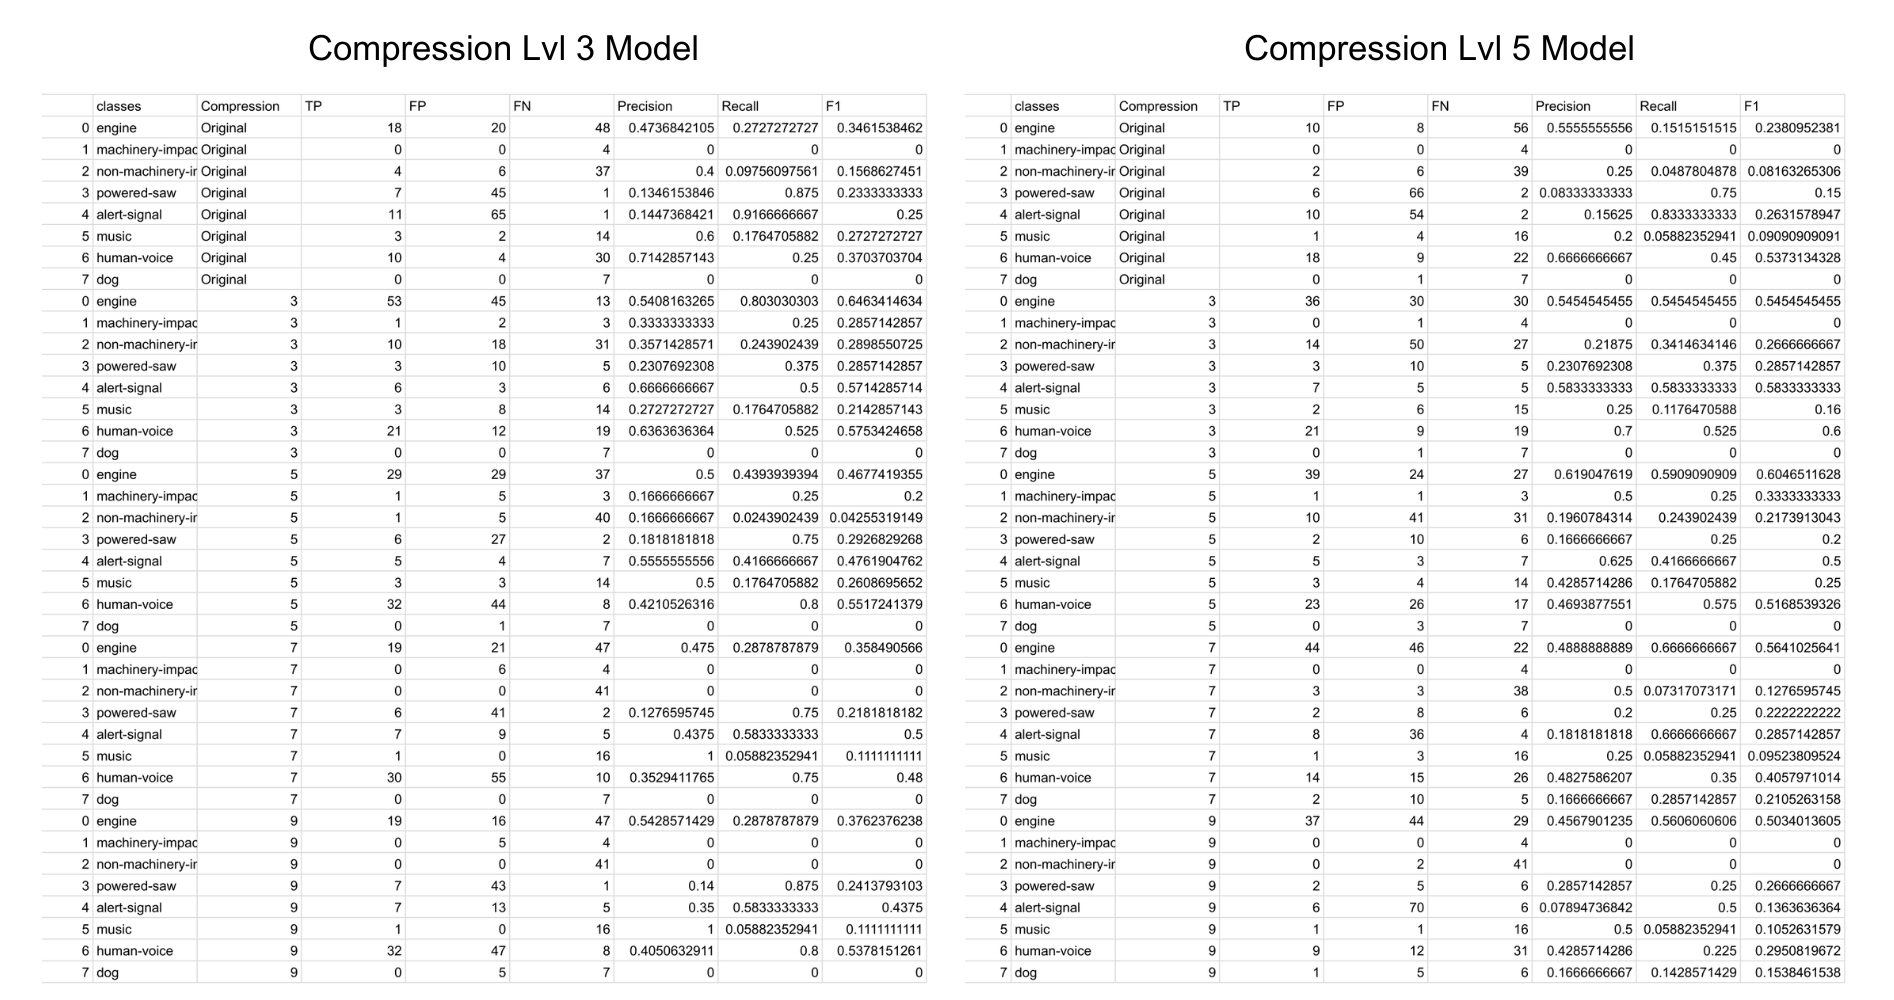 Compression Lvl 3 Model
classes Compression TP FP FN Precision Recall F1
0 engine Original 18 20 48 0.4736842105 0.2727272727 0.3461538462
1 machinery-impac Original 0 0 4 0 0 0
2 non-machinery-ir Original 4 6 37 0.4 0.09756097561 0.1568627451
3 powered-saw Original 7 45 1 0.1346153846 0.875 0.2333333333
4 alert-signal Original 11 65 1 0.1447368421 0.9166666667 0.25
5 music Original 3 2 14 0.6 0.1764705882 0.2727272727
6 human-voice Original 10 4 30 0.7142857143 0.25 0.3703703704
7 dog Original 0 0 7 0 0 0
0 engine 3 53 45 13 0.5408163265 0.803030303 0.6463414634
1 machinery-impac 3 1 2 3 0.3333333333 0.25 0.2857142857
2 non-machinery-ir 3 10 18 31 0.3571428571 0.243902439 0.2898550725
3 powered-saw 3 3 10 5 0.2307692308 0.375 0.2857142857
4 alert-signal 3 6 3 6 0.6666666667 0.5 0.5714285714
5 music 3 3 8 14 0.2727272727 0.1764705882 0.2142857143
6 human-voice 3 21 12 19 0.6363636364 0.525 0.5753424658
7 dog 3 0 0 7 0 0 0
0 engine 5 29 29 37 0.5 0.4393939394 0.4677419355
1 machinery-impac 5 1 5 3 0.1666666667 0.25 0.2
2 non-machinery-ir 5 1 5 40 0.1666666667 0.0243902439 0.04255319149
3 powered-saw 5 6 27 2 0.1818181818 0.75 0.2926829268
4 alert-signal 5 5 4 7 0.5555555556 0.4166666667 0.4761904762
5 music 5 3 3 14 0.5 0.1764705882 0.2608695652
6 human-voice 5 32 44 8 0.4210526316 0.8 0.5517241379
7 dog 5 0 1 7 0 0 0
0 engine 7 19 21 47 0.475 0.2878787879 0.358490566
1 machinery-impac 7 0 6 4 0 0 0
2 non-machinery-ir 7 0 0 41 0 0 0
3 powered-saw 7 6 41 2 0.1276595745 0.75 0.2181818182
4 alert-signal 7 7 9 5 0.4375 0.5833333333 0.5
5 music 7 1 0 16 1 0.05882352941 0.1111111111
6 human-voice 7 30 55 10 0.3529411765 0.75 0.48
7 dog 7 0 0 7 0 0 0
0 engine 9 19 16 47 0.5428571429 0.2878787879 0.3762376238
1 machinery-impac 9 0 5 4 0 0 0
2 non-machinery-ir 9 0 0 41 0 0 0
3 powered-saw 9 7 43 1 0.14 0.875 0.2413793103
4 alert-signal 9 7 13 5 0.35 0.5833333333 0.4375
5 music 9 1 0 16 1 0.05882352941 0.1111111111
6 human-voice 9 32 47 8 0.4050632911 0.8 0.5378151261
7 dog 9 0 5 7 0 0 0
Compression Lvl 5 Model
classes Compression TP FP FN Precision Recall F1
0 engine Original 10 8 56 0.5555555556 0.1515151515 0.2380952381
1 machinery-impac Original 0 0 4 0 0 0
2 non-machinery-ir Original 2 6 39 0.25 0.0487804878 0.08163265306
3 powered-saw Original 6 66 2 0.08333333333 0.75 0.15
4 alert-signal Original 10 54 2 0.15625 0.8333333333 0.2631578947
5 music Original 1 4 16 0.2 0.05882352941 0.09090909091
6 human-voice Original 18 9 22 0.6666666667 0.45 0.5373134328
7 dog Original 0 1 7 0 0 0
0 engine 3 36 30 30 0.5454545455 0.5454545455 0.5454545455
1 machinery-impac 3 0 1 4 0 0 0
2 non-machinery-ir 3 14 50 27 0.21875 0.3414634146 0.2666666667
3 powered-saw 3 3 10 5 0.2307692308 0.375 0.2857142857
4 alert-signal 3 7 5 5 0.5833333333 0.5833333333 0.5833333333
5 music 3 2 6 15 0.25 0.1176470588 0.16
6 human-voice 3 21 9 19 0.7 0.525 0.6
7 dog 3 0 1 7 0 0 0
0 engine 5 39 24 27 0.619047619 0.5909090909 0.6046511628
1 machinery-impac 5 1 1 3 0.5 0.25 0.3333333333
2 non-machinery-ir 5 10 41 31 0.1960784314 0.243902439 0.2173913043
3 powered-saw 5 2 10 6 0.1666666667 0.25 0.2
4 alert-signal 5 5 3 7 0.625 0.4166666667 0.5
5 music 5 3 4 14 0.4285714286 0.1764705882 0.25
6 human-voice 5 23 26 17 0.4693877551 0.575 0.5168539326
7 dog 5 0 3 7 0 0 0
0 engine 7 44 46 22 0.4888888889 0.6666666667 0.5641025641
1 machinery-impac 7 0 0 4 0 0 0
2 non-machinery-ir 7 3 3 38 0.5 0.07317073171 0.1276595745
3 powered-saw 7 2 8 6 0.2 0.25 0.2222222222
4 alert-signal 7 8 36 4 0.1818181818 0.6666666667 0.2857142857
5 music 7 1 3 16 0.25 0.05882352941 0.09523809524
6 human-voice 7 14 15 26 0.4827586207 0.35 0.4057971014
7 dog 7 2 10 5 0.1666666667 0.2857142857 0.2105263158
0 engine 9 37 44 29 0.4567901235 0.5606060606 0.5034013605
1 machinery-impac 9 0 0 4 0 0 0
2 non-machinery-ir 9 0 2 41 0 0 0
3 powered-saw 9 2 5 6 0.2857142857 0.25 0.2666666667
4 alert-signal 9 6 70 6 0.07894736842 0.5 0.1363636364
5 music 9 1 1 16 0.5 0.05882352941 0.1052631579
6 human-voice 9 9 12 31 0.4285714286 0.225 0.2950819672
7 dog 9 1 5 6 0.1666666667 0.1428571429 0.1538461538